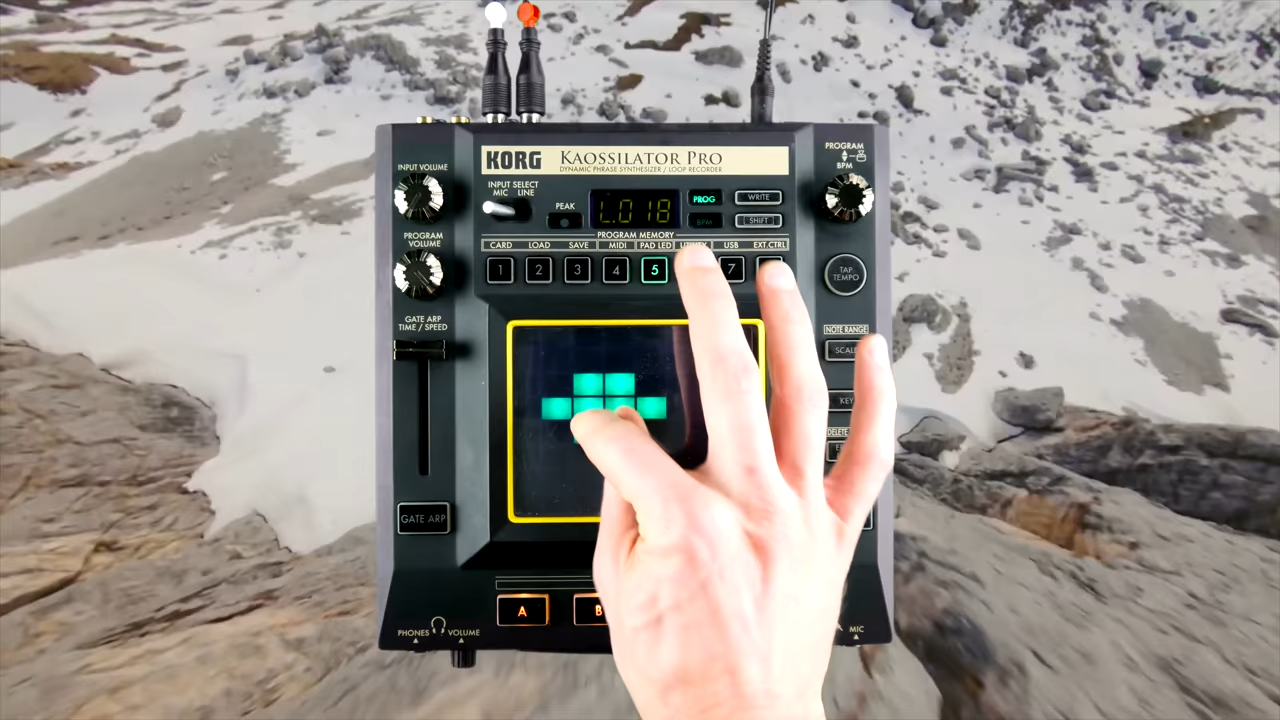 KORG KAOSSILATOR PRO
DYNAMIC PHRASE SYNTHESIZER / LOOP RECORDER
INPUT VOLUME
INPUT SELECT
MIC LINE
PEAK
L.018
PROG
BPM
WRITE
SHIFT
PROGRAM
BPM
PROGRAM MEMORY
CARD LOAD SAVE MIDI PAD LED UTILITY USB EXT.CTRL
1 2 3 4 5 7
PROGRAM
VOLUME
TAP
TEMPO
GATE ARP
TIME / SPEED
NOTE RANGE
SCALE
KEY
DELETE
GATE ARP
A B
PHONES VOLUME
MIC